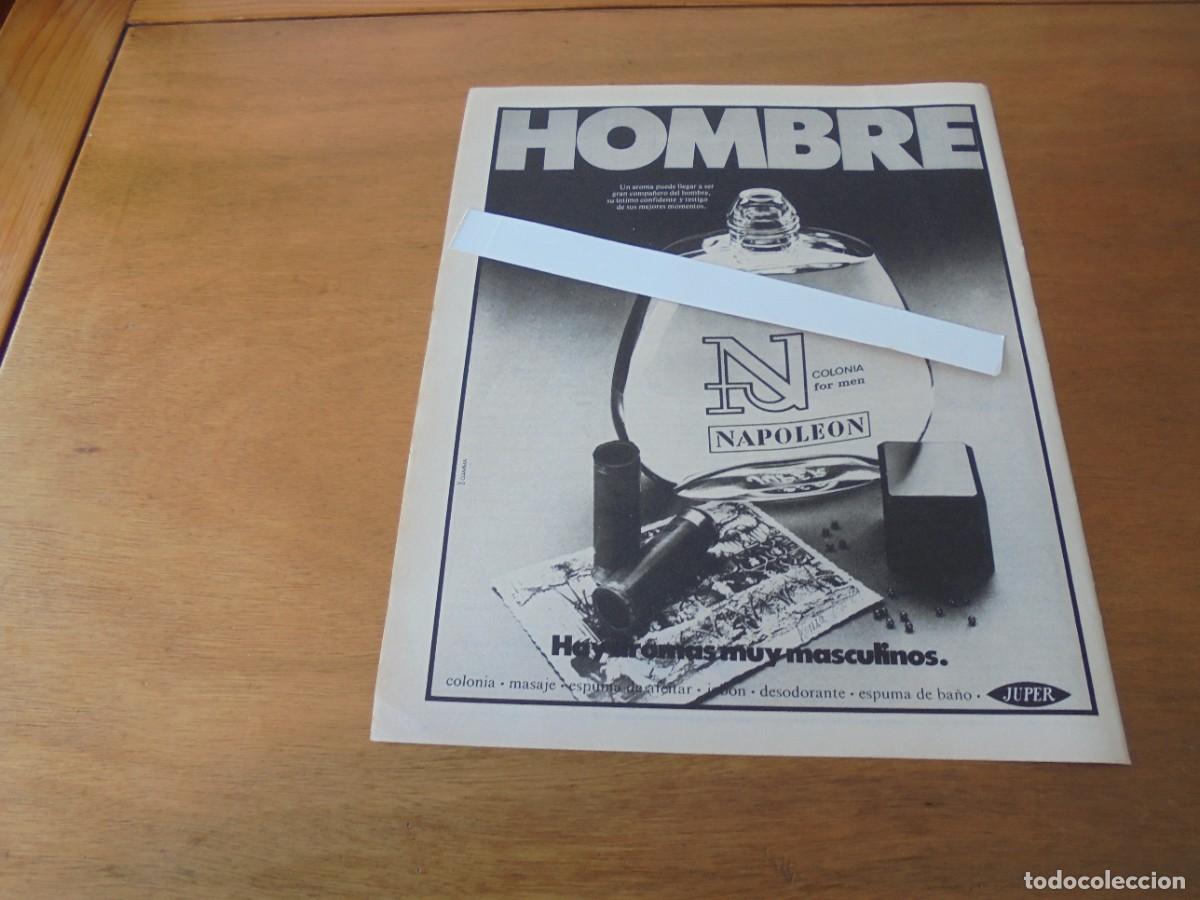 HOMBRE
Un aroma puede llegar a ser
gran compañero del hombre,
su íntimo confidente y testigo
de sus mejores momentos.
N
COLONIA
for men
NAPOLEON
Hay aromas muy masculinos.
colonia · masaje · espuma de afeitar · jabón · desodorante · espuma de baño ·
JUPER
todocoleccion